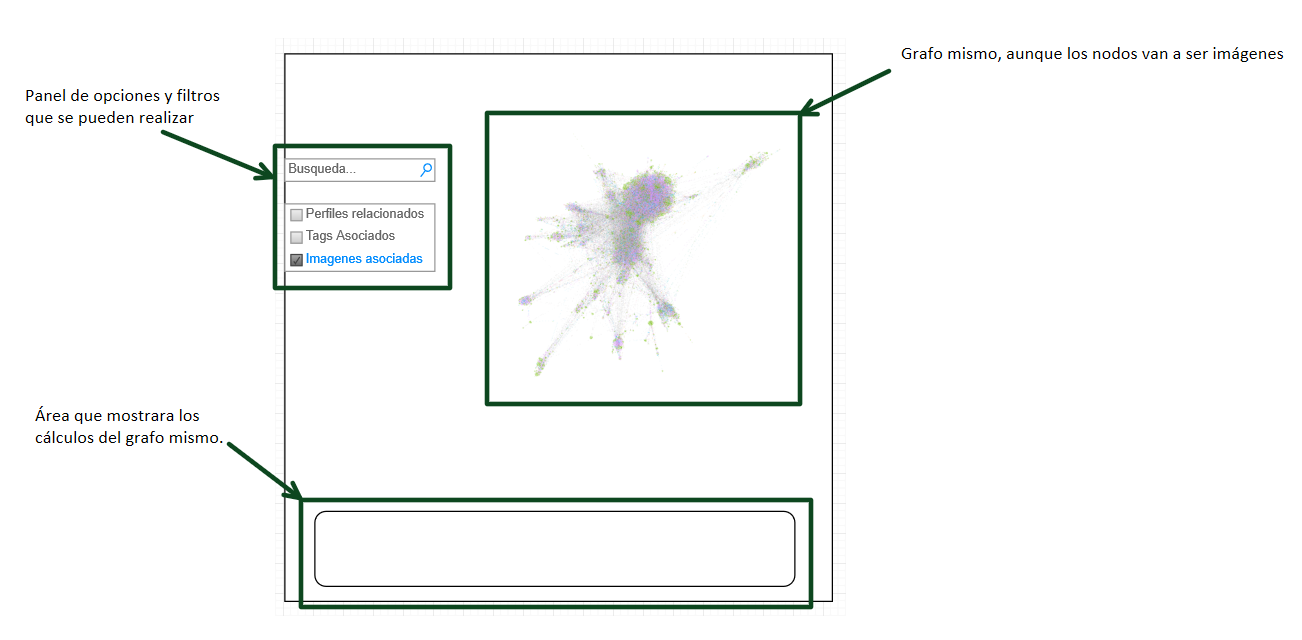 Grafo mismo, aunque los nodos van a ser imágenes
Panel de opciones y filtros
que se pueden realizar
Busqueda...
Perfiles relacionados
Tags Asociados
Imagenes asociadas
Área que mostrara los
cálculos del grafo mismo.